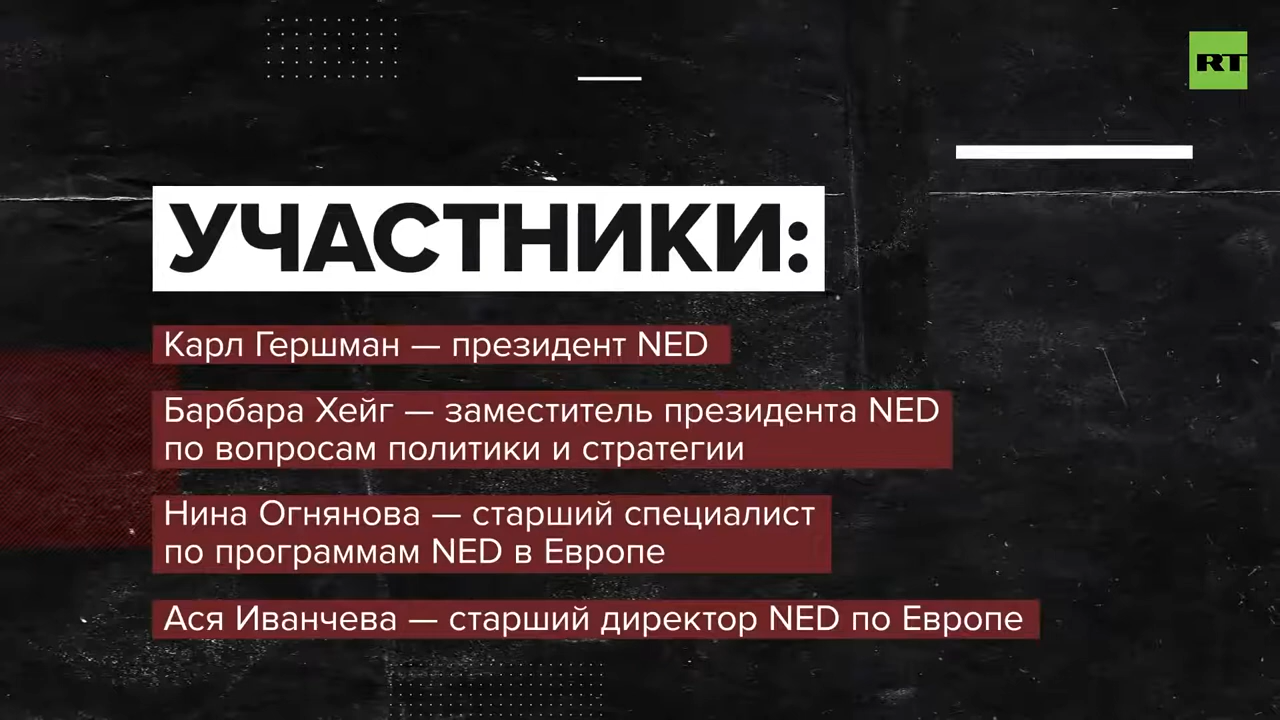 RT
УЧАСТНИКИ:
Карл Гершман — президент NED
Барбара Хейг — заместитель президента NED
по вопросам политики и стратегии
Нина Огнянова — старший специалист
по программам NED в Европе
Ася Иванчева — старший директор NED по Европе